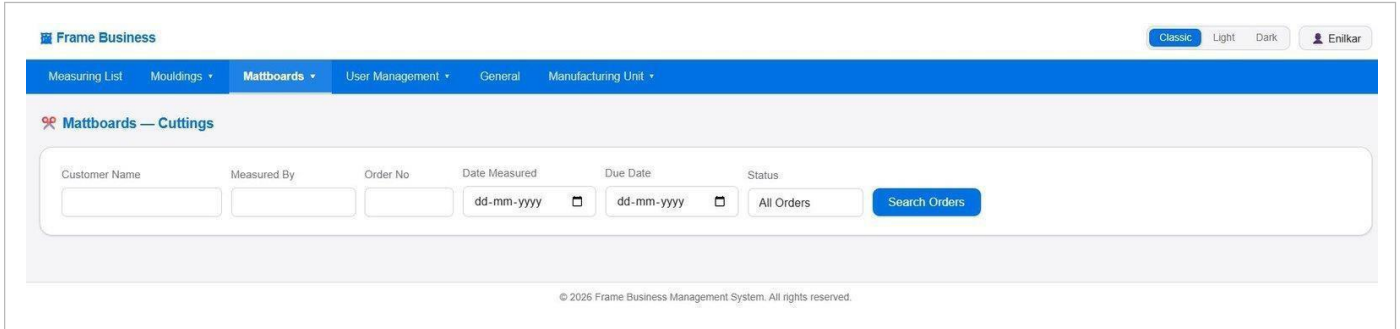 Frame Business
Classic Light Dark Enilkar
Measuring List Mouldings Mattboards User Management General Manufacturing Unit
Mattboards — Cuttings
Customer Name Measured By Order No Date Measured Due Date Status
dd-mm-yyyy dd-mm-yyyy All Orders Search Orders
© 2026 Frame Business Management System. All rights reserved.